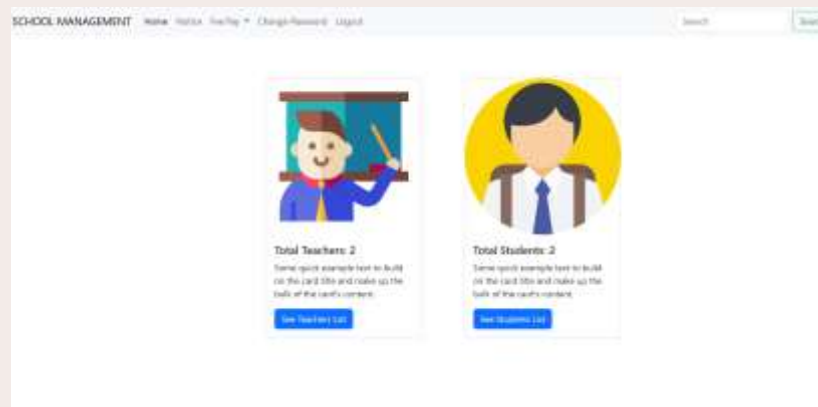 SCHOOL MANAGEMENT Home Notice Fee Pay Change Password Logout Search
Total Teachers: 2
Some quick example text to build
on the card title and make up the
bulk of the card's content.
See Teachers List
Total Students: 2
Some quick example text to build
on the card title and make up the
bulk of the card's content.
See Students List